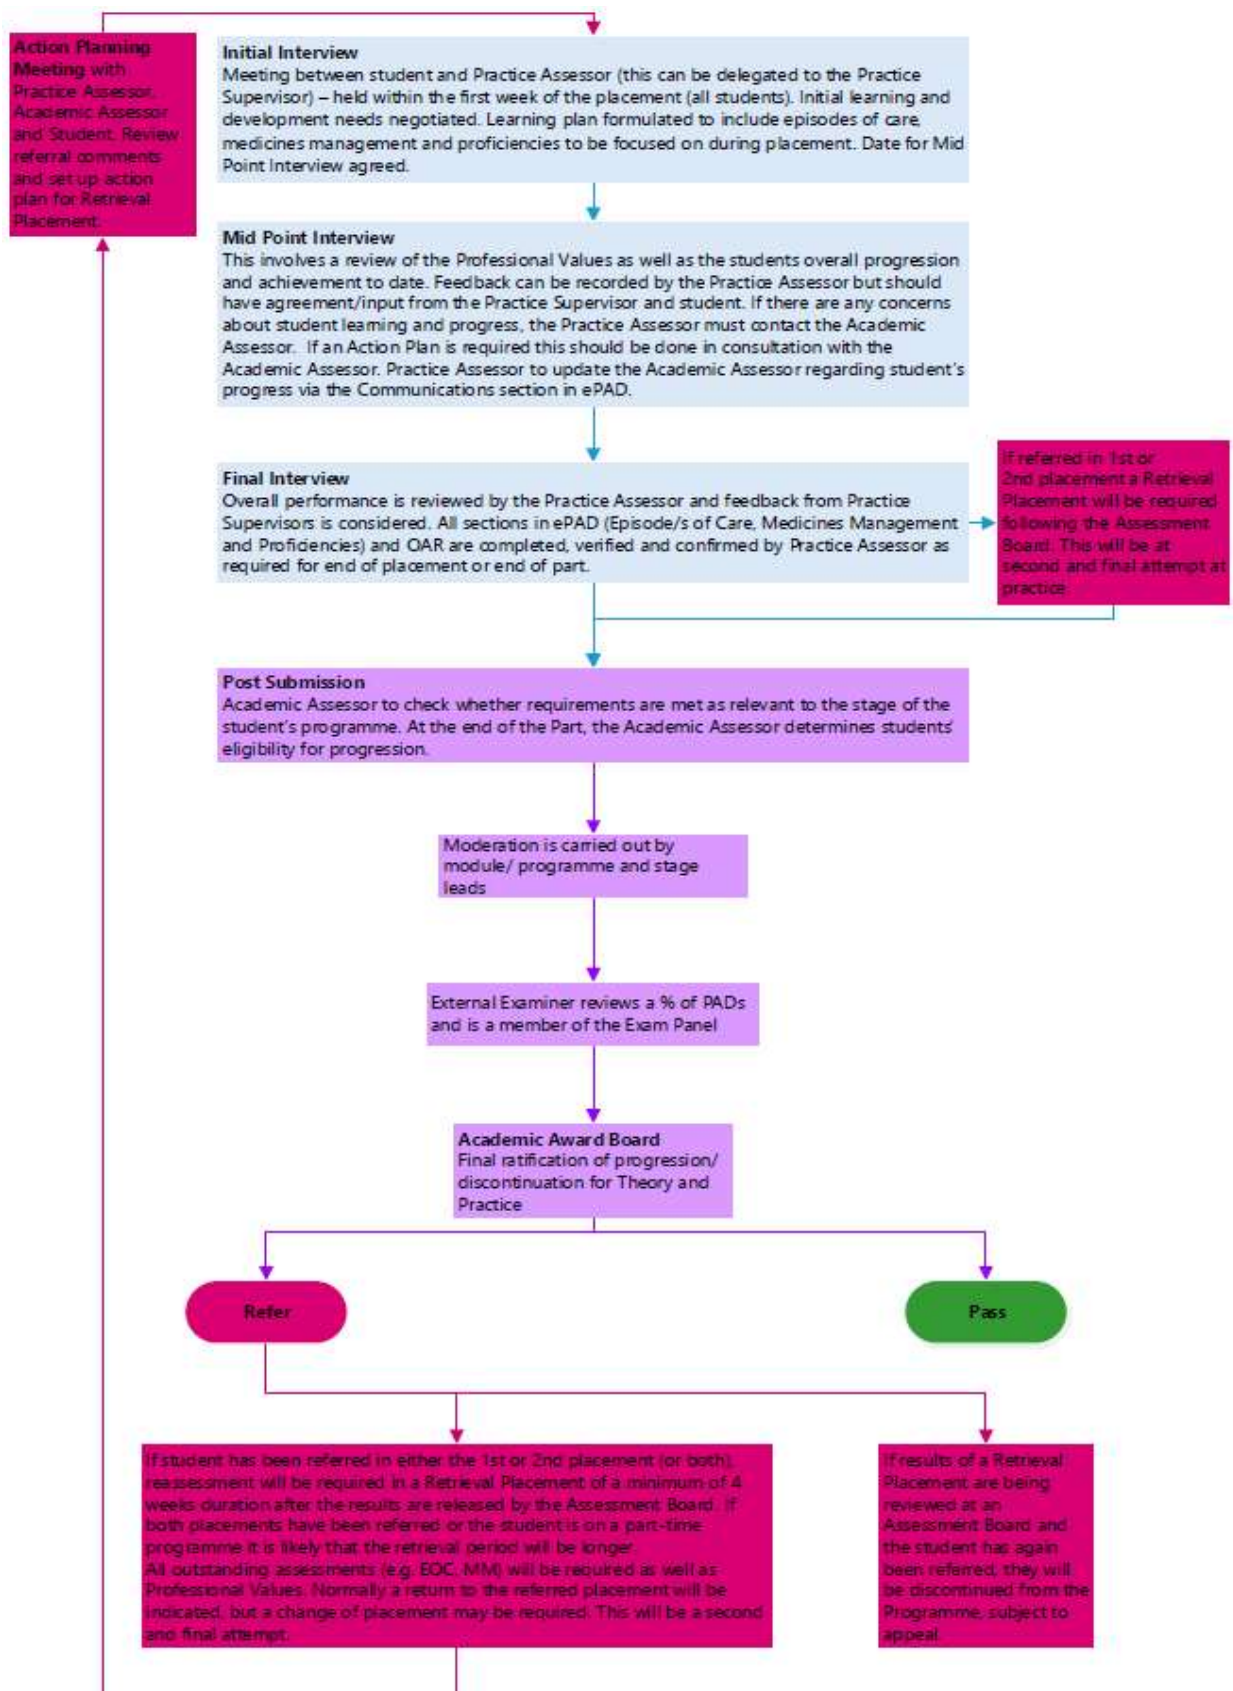 Action Planning
Meeting with
Practice Assessor,
Academic Assessor
and Student. Review
referral comments
and set up action
plan for Retrieval
Placement.
Initial Interview
Meeting between student and Practice Assessor (this can be delegated to the Practice
Supervisor) – held within the first week of the placement (all students). Initial learning and
development needs negotiated. Learning plan formulated to include episodes of care,
medicines management and proficiencies to be focused on during placement. Date for Mid
Point Interview agreed.
Mid Point Interview
This involves a review of the Professional Values as well as the students overall progression
and achievement to date. Feedback can be recorded by the Practice Assessor but should
have agreement/input from the Practice Supervisor and student. If there are any concerns
about student learning and progress, the Practice Assessor must contact the Academic
Assessor.  If an Action Plan is required this should be done in consultation with the
Academic Assessor. Practice Assessor to update the Academic Assessor regarding student's
progress via the Communications section in ePAD.
Final Interview
Overall performance is reviewed by the Practice Assessor and feedback from Practice
Supervisors is considered. All sections in ePAD (Episode/s of Care, Medicines Management
and Proficiencies) and OAR are completed, verified and confirmed by Practice Assessor as
required for end of placement or end of part.
If referred in 1st or
2nd placement a Retrieval
Placement will be required
following the Assessment
Board. This will be at
second and final attempt at
practice.
Post Submission
Academic Assessor to check whether requirements are met as relevant to the stage of the
student's programme. At the end of the Part, the Academic Assessor determines students'
eligibility for progression.
Moderation is carried out by
module/ programme and stage
leads
External Examiner reviews a % of PADs
and is a member of the Exam Panel
Academic Award Board
Final ratification of progression/
discontinuation for Theory and
Practice
Refer
Pass
If student has been referred in either the 1st or 2nd placement (or both),
reassessment will be required in a Retrieval Placement of a minimum of 4
weeks duration after the results are released by the Assessment Board. If
both placements have been referred or the student is on a part-time
programme it is likely that the retrieval period will be longer.
All outstanding assessments (e.g. EOC, MM) will be required as well as
Professional Values. Normally a return to the referred placement will be
indicated, but a change of placement may be required. This will be a second
and final attempt.
If results of a Retrieval
Placement are being
reviewed at an
Assessment Board and
the student has again
been referred, they will
be discontinued from the
Programme, subject to
appeal.